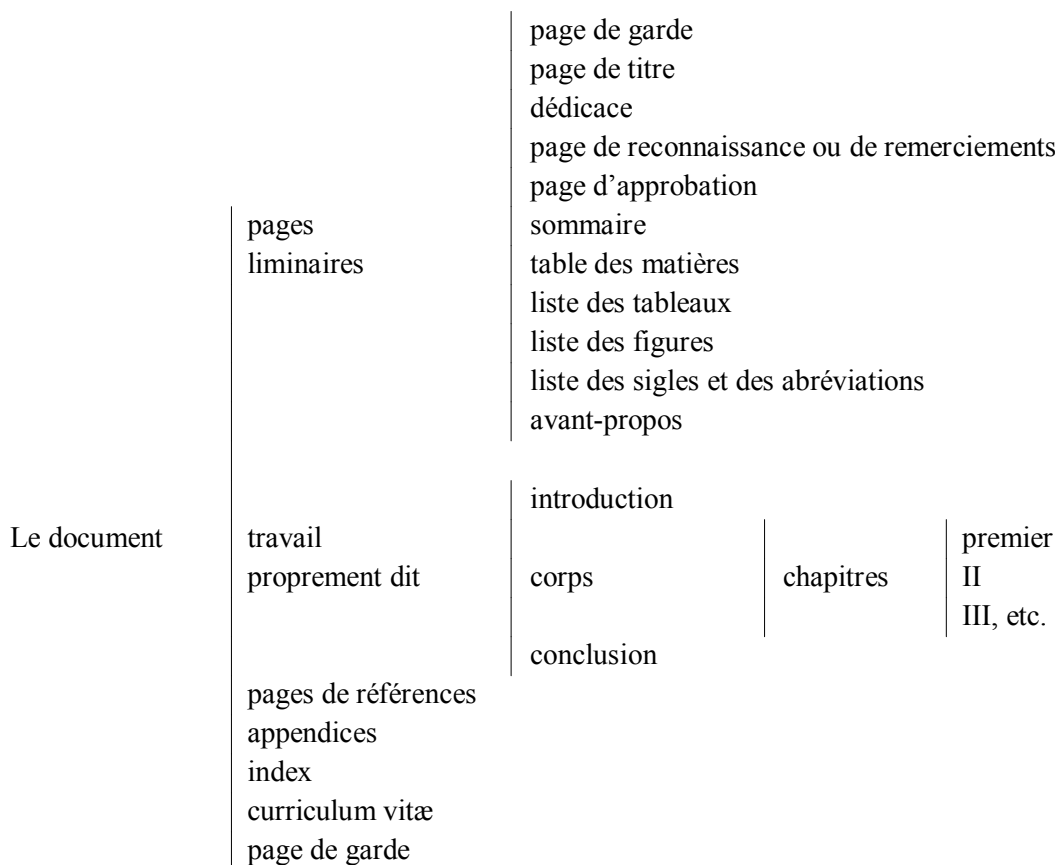 page de garde
page de titre
dédicace
page de reconnaissance ou de remerciements
page d’approbation
pages sommaire
liminaires table des matières
liste des tableaux
liste des figures
liste des sigles et des abréviations
avant-propos
introduction
Le document travail premier
proprement dit corps chapitres II
III, etc.
conclusion
pages de références
appendices
index
curriculum vitæ
page de garde